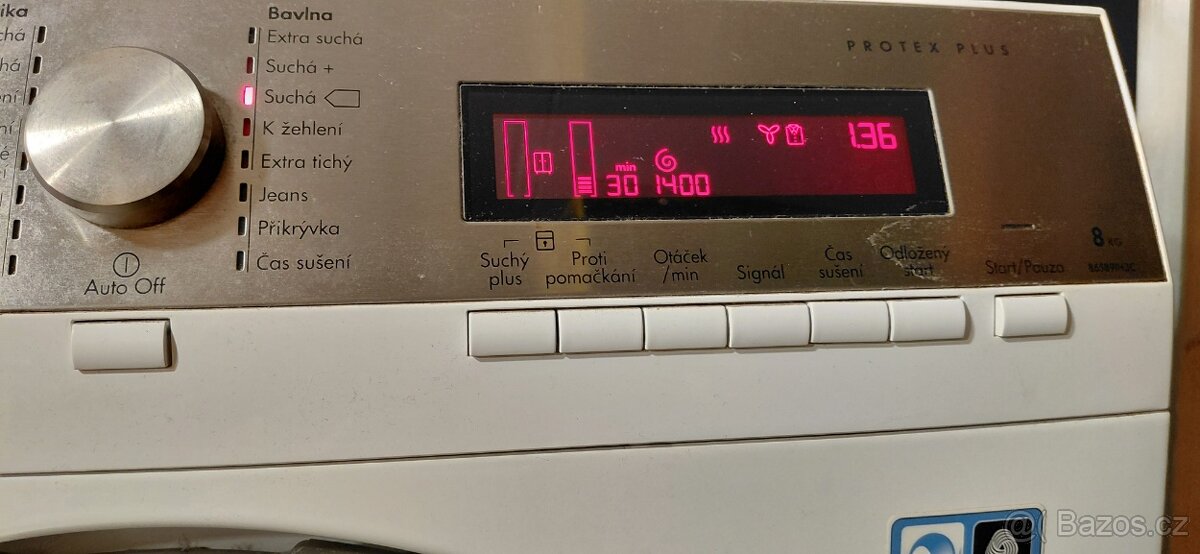 Bavlna
Extra suchá
Suchá +
Suchá
K žehlení
Extra tichý
Jeans
Přikrývka
Čas sušení
Auto Off
PROTEX PLUS
1.36
min
30 1400
Suchý plus
Proti pomačkání
Otáček /min
Signál
Čas sušení
Odložený start
Start/Pauza
8 KG
@ Bazos.cz